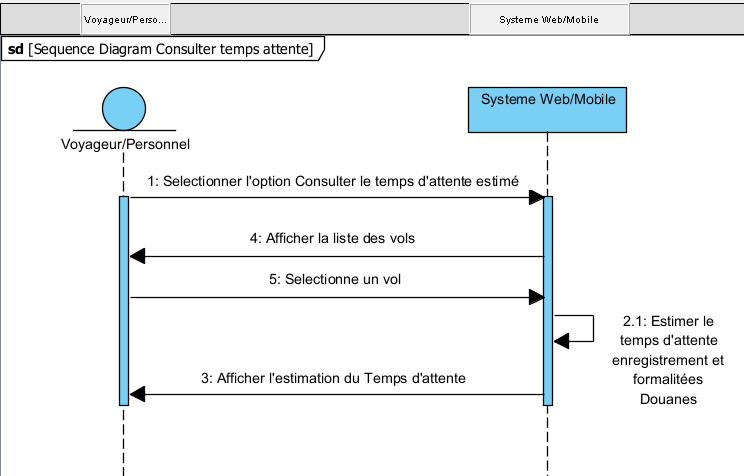 Voyageur/Perso...
Systeme Web/Mobile
sd [Sequence Diagram Consulter temps attente]
Systeme Web/Mobile
Voyageur/Personnel
1: Selectionner l'option Consulter le temps d'attente estimé
4: Afficher la liste des vols
5: Selectionne un vol
2.1: Estimer le
temps d'attente
enregistrement et
formalitées
Douanes
3: Afficher l'estimation du Temps d'attente